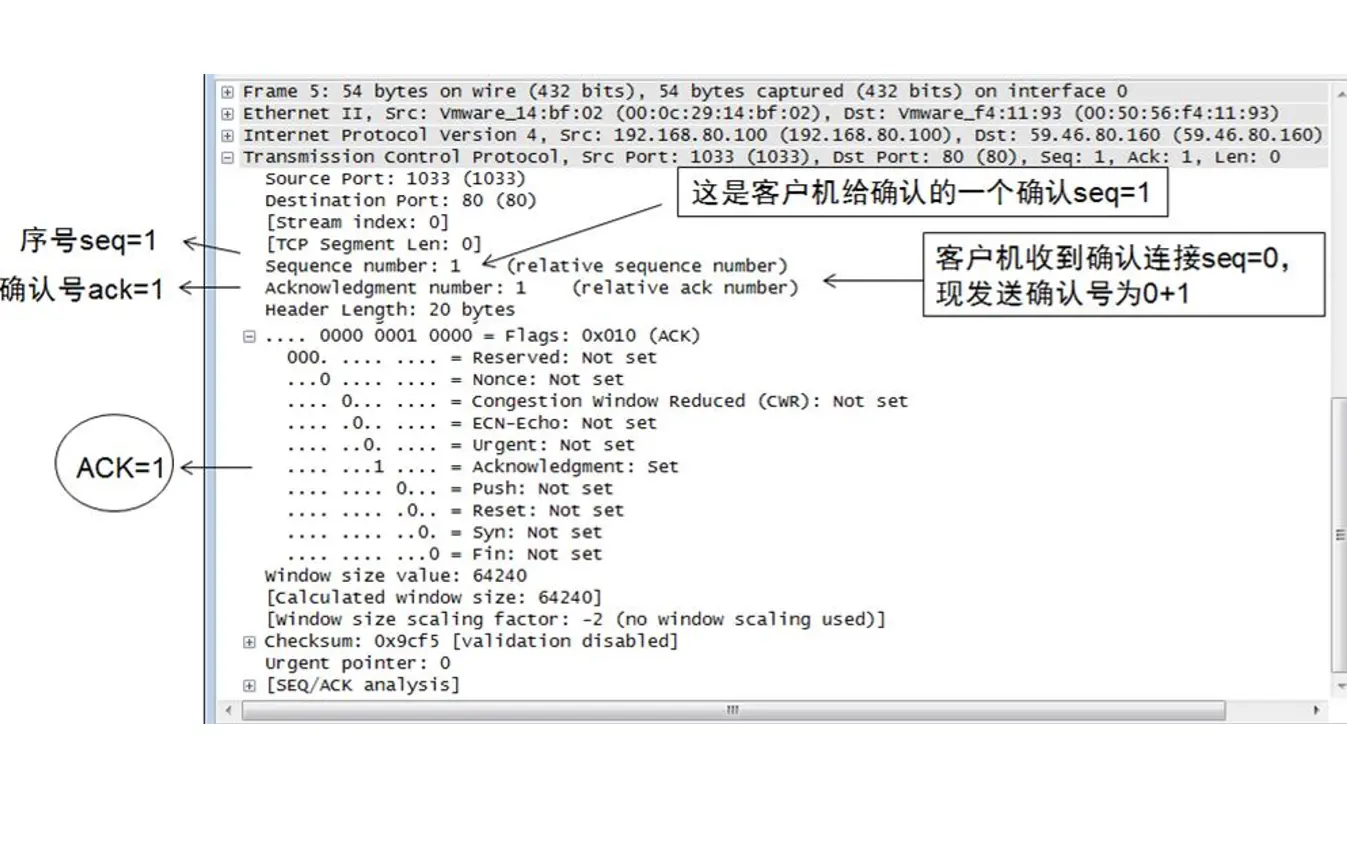 Frame 5: 54 bytes on wire (432 bits), 54 bytes captured (432 bits) on interface 0
Ethernet II, Src: Vmware_14:bf:02 (00:0c:29:14:bf:02), Dst: Vmware_f4:11:93 (00:50:56:f4:11:93)
Internet Protocol Version 4, Src: 192.168.80.100 (192.168.80.100), Dst: 59.46.80.160 (59.46.80.160)
Transmission Control Protocol, Src Port: 1033 (1033), Dst Port: 80 (80), Seq: 1, Ack: 1, Len: 0
Source Port: 1033 (1033)
这是客户机给确认的一个确认seq=1
Destination Port: 80 (80)
[Stream index: 0]
序号seq=1
[TCP Segment Len: 0]
客户机收到确认连接seq=0,
现发送确认号为0+1
Sequence number: 1 (relative sequence number)
确认号ack=1
Acknowledgment number: 1 (relative ack number)
Header Length: 20 bytes
.... 0000 0001 0000 = Flags: 0x010 (ACK)
000. .... .... = Reserved: Not set
...0 .... .... = Nonce: Not set
.... 0... .... = Congestion Window Reduced (CWR): Not set
.... .0.. .... = ECN-Echo: Not set
.... ..0. .... = Urgent: Not set
ACK=1
.... ...1 .... = Acknowledgment: Set
.... .... 0... = Push: Not set
.... .... .0.. = Reset: Not set
.... .... ..0. = Syn: Not set
.... .... ...0 = Fin: Not set
Window size value: 64240
[Calculated window size: 64240]
[Window size scaling factor: -2 (no window scaling used)]
Checksum: 0x9cf5 [validation disabled]
Urgent pointer: 0
[SEQ/ACK analysis]